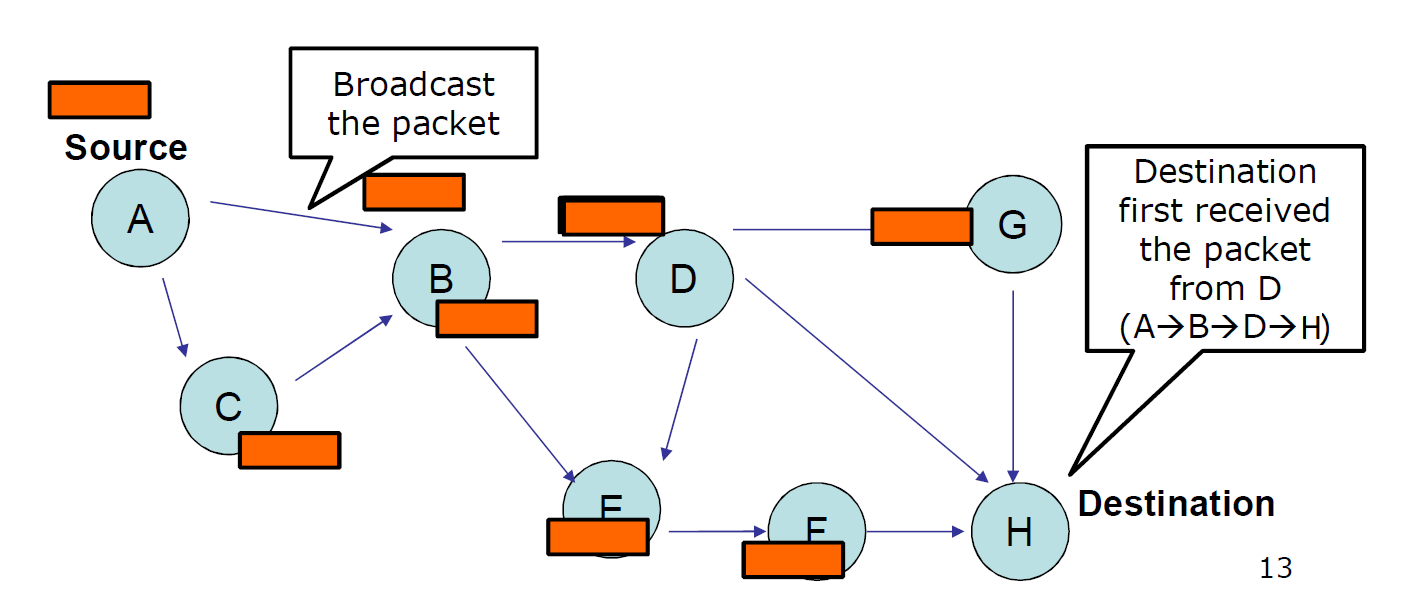 Broadcast
the packet
Source
A
B
D
G
Destination
first received
the packet
from D
(A→B→D→H)
C
E
F
H
Destination
13